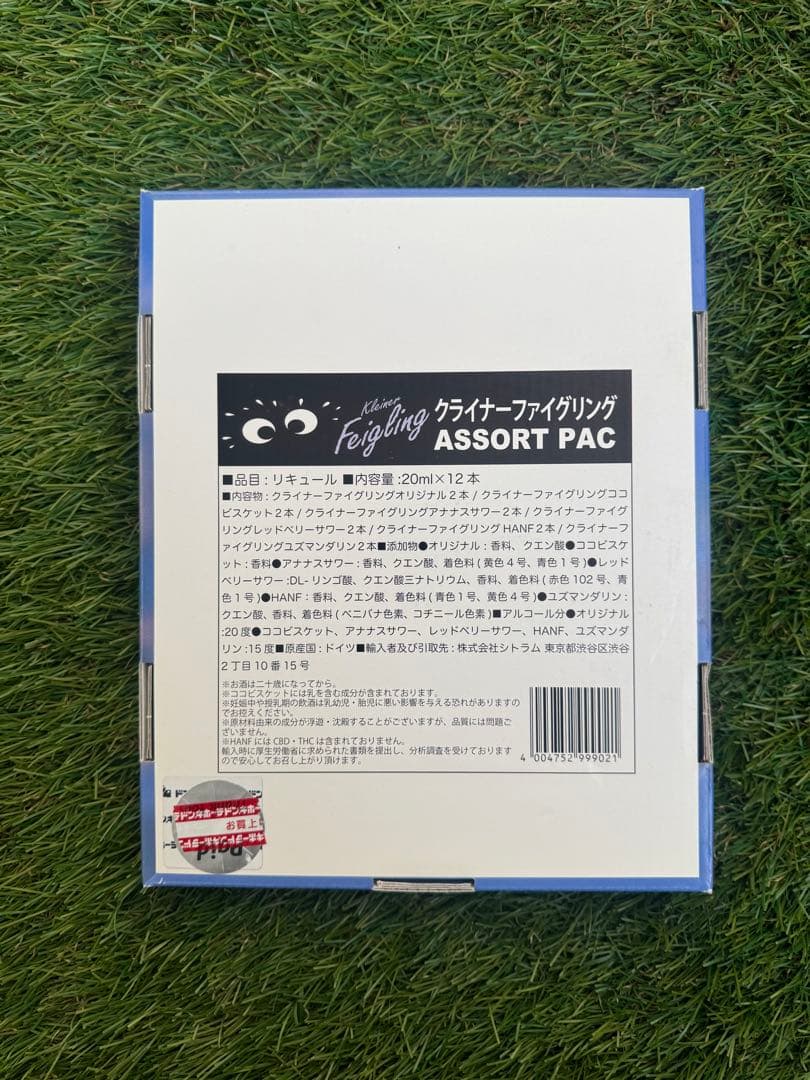 Kleiner
Feigling
クライナーファイグリング
ASSORT PAC
■品目：リキュール ■内容量：20ml×12本
■内容物：クライナーファイグリングオリジナル2本 / クライナーファイグリングココ
ビスケット2本 / クライナーファイグリングアナナスサワー2本 / クライナーファイグ
リングレッドベリーサワー2本 / クライナーファイグリング HANF2本 / クライナーフ
ァイグリングユズマンダリン2本■添加物●オリジナル：香料、クエン酸●ココビスケ
ット：香料●アナナスサワー：香料、クエン酸、着色料(黄色4号、青色1号)●レッド
ベリーサワー:DL-リンゴ酸、クエン酸三ナトリウム、香料、着色料(赤色102号、青
色1号)●HANF：香料、クエン酸、着色料(青色1号、黄色4号)●ユズマンダリン：
クエン酸、香料、着色料(ベニバナ色素、コチニール色素)■アルコール分●オリジナル
:20度●ココビスケット、アナナスサワー、レッドベリーサワー、HANF、ユズマンダ
リン:15度■原産国：ドイツ■輸入者及び引取先：株式会社シトラム 東京都渋谷区渋谷
2丁目10番15号
※お酒は二十歳になってから。
※ココビスケットには乳を含む成分が含まれております。
※妊娠中や授乳期の飲酒は乳幼児・胎児に悪い影響を与える恐れがありますの
でお控えください。
※原材料由来の成分が浮遊・沈殿することがございますが、品質には問題ご
ざいません。
※HANFにはCBD・THCは含まれておりません。
輸入時に厚生労働省に求められた書類を提出し、分析調査を受けております
ので安心してお召し上がり頂けます。
4 004752 999021
ドンキホーテ
お買上
Paid